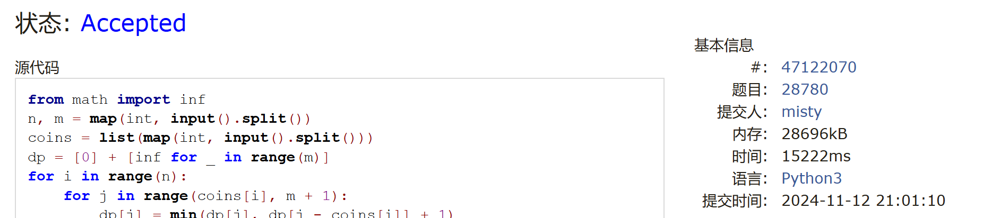 状态: Accepted
源代码
from math import inf
n, m = map(int, input().split())
coins = list(map(int, input().split()))
dp = [0] + [inf for _ in range(m)]
for i in range(n):
    for j in range(coins[i], m + 1):
        dp[j] = min(dp[j], dp[j - coins[i]] + 1)
基本信息
#: 47122070
题目: 28780
提交人: misty
内存: 28696kB
时间: 15222ms
语言: Python3
提交时间: 2024-11-12 21:01:10